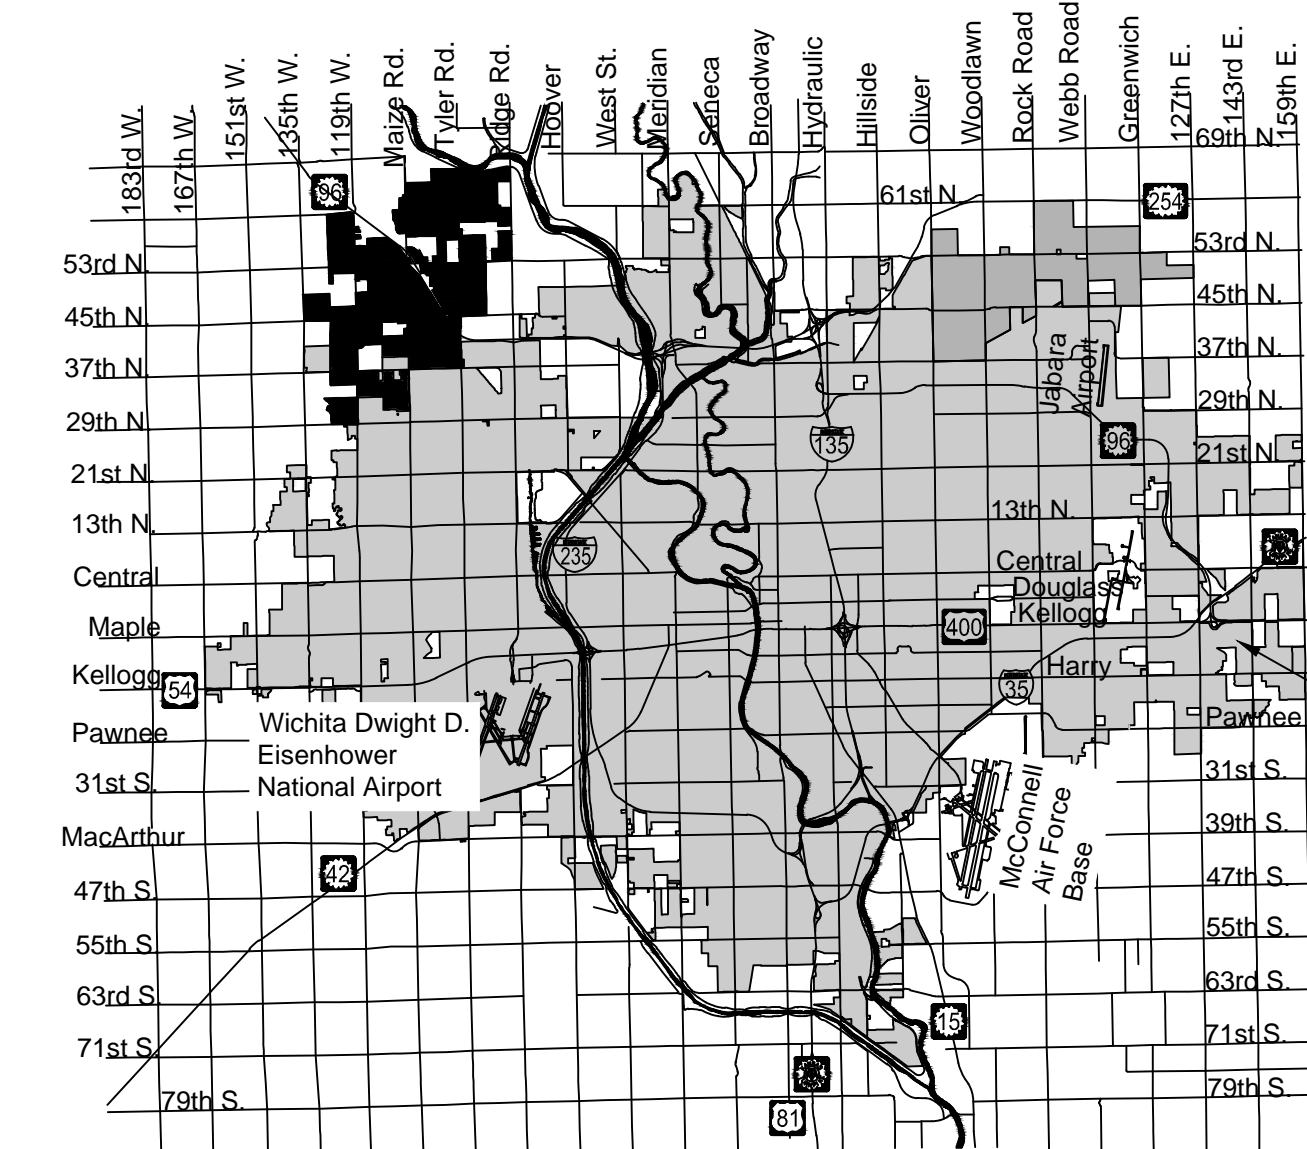 183rd W.
167th W.
151st W.
135th W.
119th W.
Maize Rd.
Tyler Rd.
Ridge Rd.
Hoover
West St.
Meridian
Seneca
Broadway
Hydraulic
Hillside
Oliver
Woodlawn
Rock Road
Webb Road
Greenwich
127th E.
143rd E.
159th E.
69th N.
96
61st N.
254
53rd N.
53rd N.
45th N.
45th N.
37th N.
37th N.
Jabara
Airport
29th N.
29th N.
135
96
21st N.
21st N.
13th N.
13th N.
235
Central
Central
Douglass
Kellogg
Maple
400
Kellogg
54
Harry
35
Wichita Dwight D.
Eisenhower
National Airport
Pawnee
Pawnee
31st S.
31st S.
McConnell
Air Force
Base
MacArthur
39th S.
42
47th S.
47th S.
55th S.
55th S.
63rd S.
63rd S.
15
71st S.
71st S.
79th S.
79th S.
81